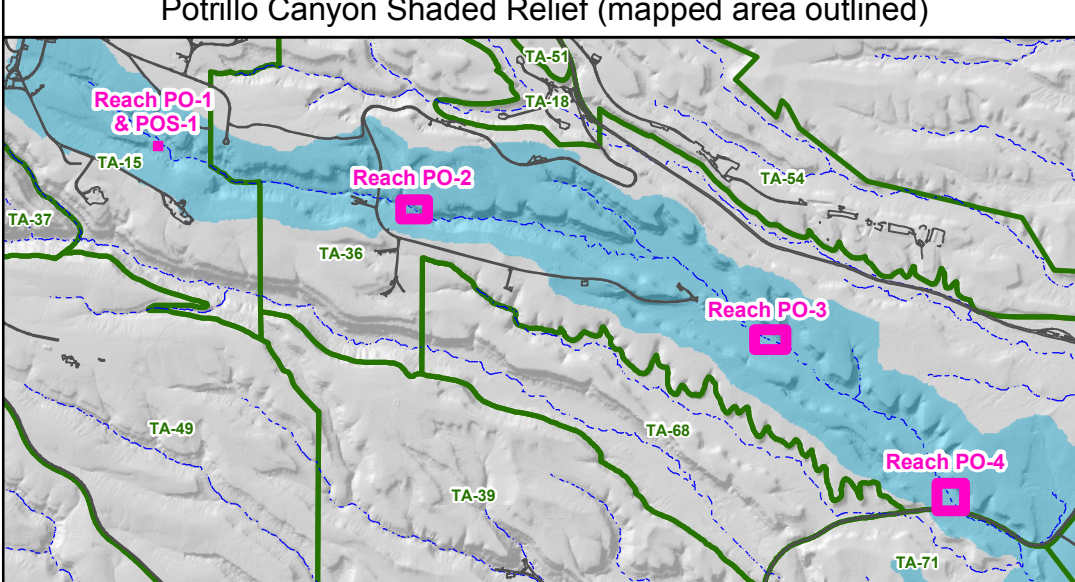 Potrillo Canyon Shaded Relief (mapped area outlined)
TA-51
TA-18
Reach PO-1
& POS-1
TA-15
Reach PO-2
TA-54
TA-37
TA-36
Reach PO-3
TA-49
TA-68
Reach PO-4
TA-39
TA-71